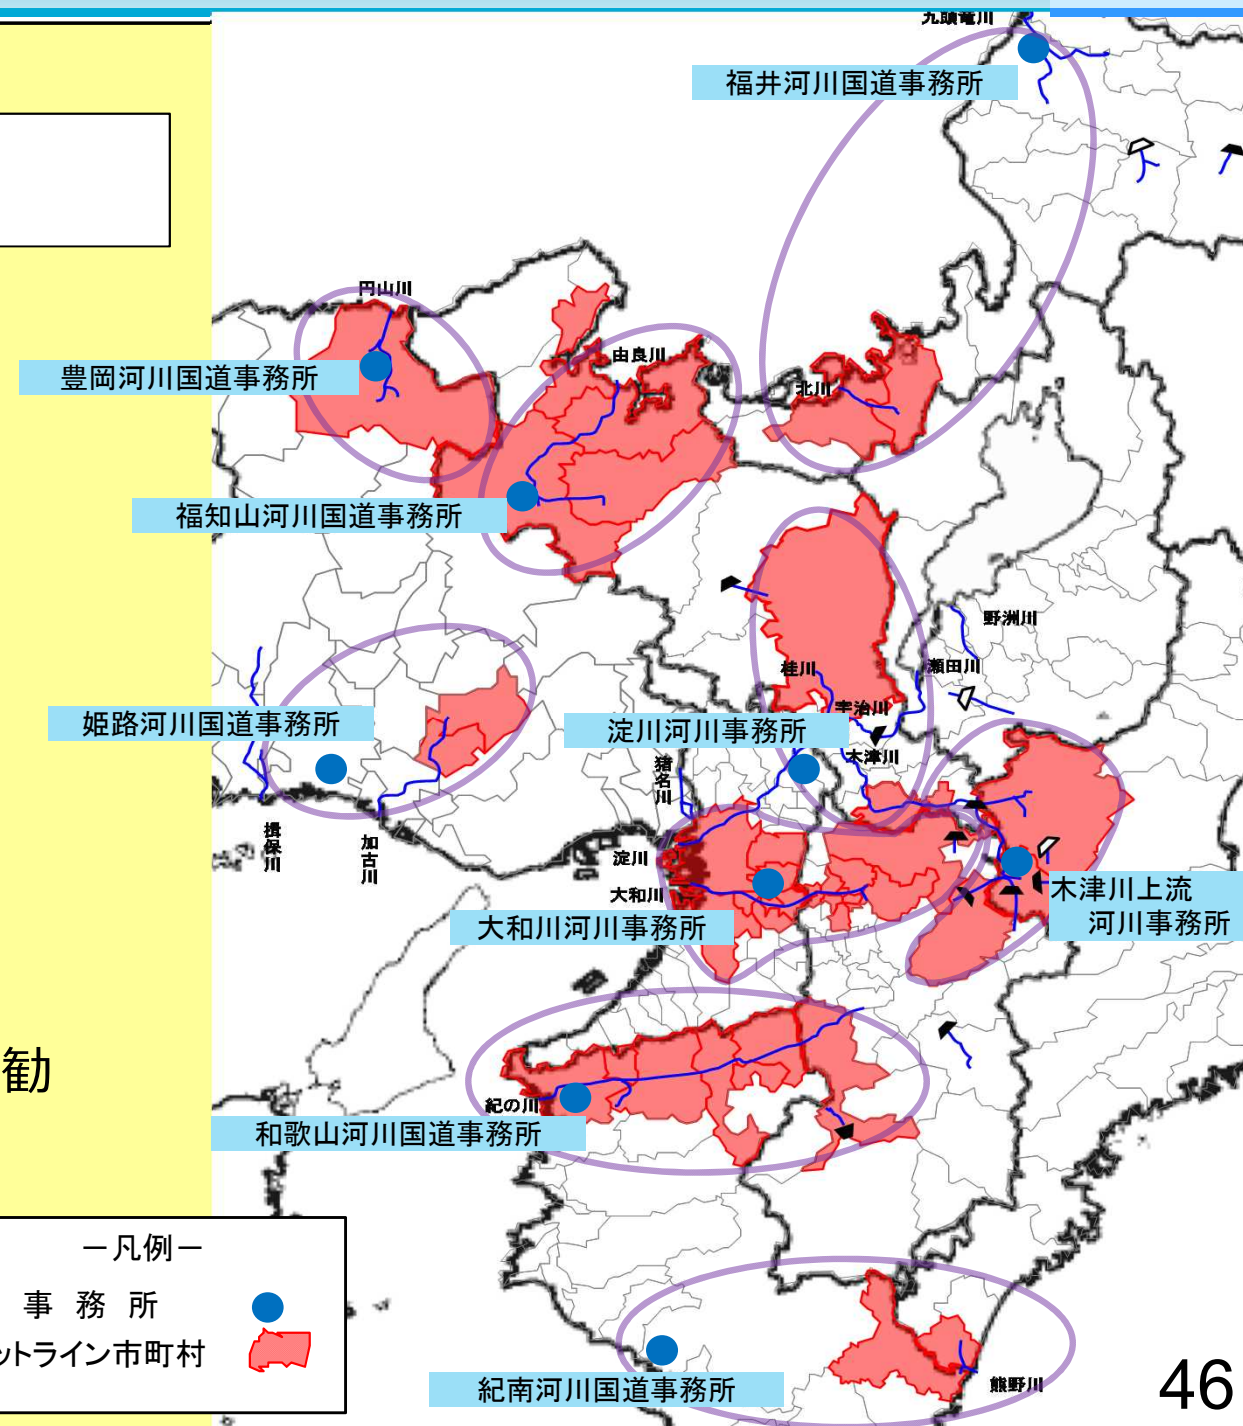 九頭竜川
福井河川国道事務所
円山川
由良川
豊岡河川国道事務所
北川
福知山河川国道事務所
野洲川
桂川
瀬田川
宇治川
姫路河川国道事務所
淀川河川事務所
木津川
猪名川
揖保川
加古川
淀川
大和川
木津川上流
河川事務所
大和川河川事務所
勧
紀の川
和歌山河川国道事務所
－凡例－
事 務 所
ットライン市町村
紀南河川国道事務所
熊野川
46